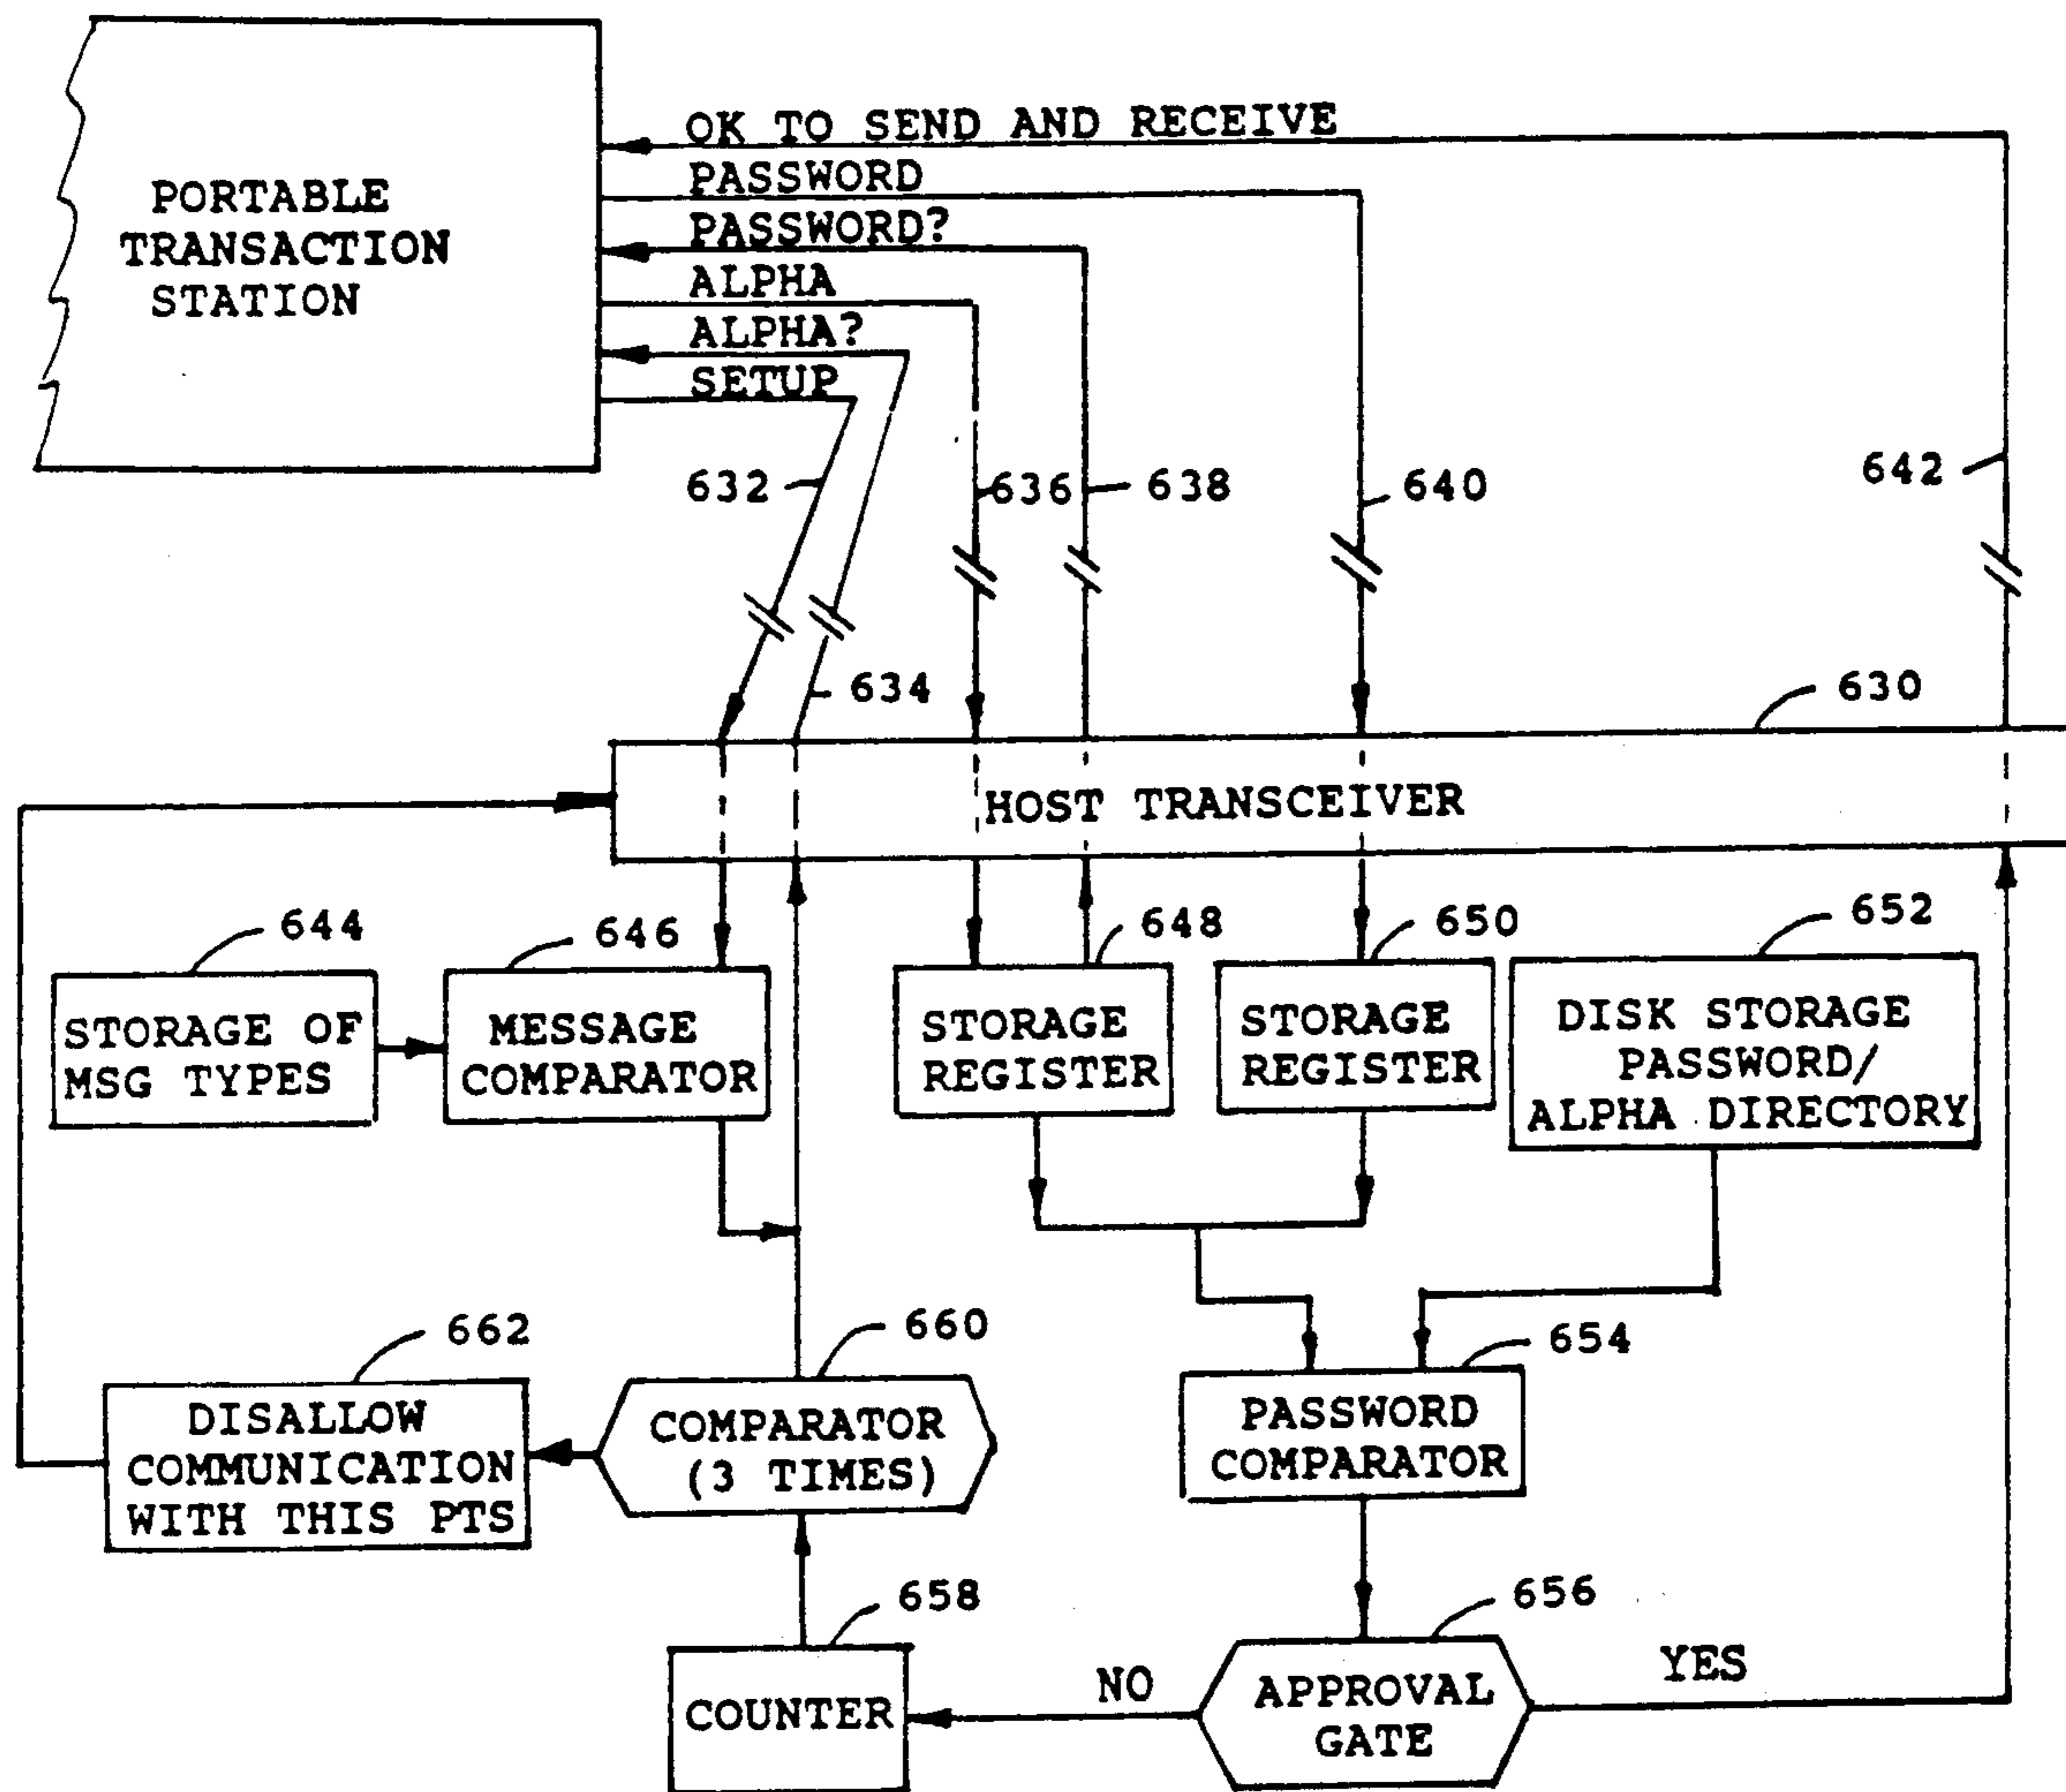 OK TO SEND AND RECEIVE
PASSWORD
PORTABLE
TRANSACTION
STATION
PASSWORD?
ALPHA
ALPHA?
SETUP
632
636
638
640
642
634
630
HOST TRANSCEIVER
644
646
648
650
652
STORAGE OF
MSG TYPES
MESSAGE
COMPARATOR
STORAGE
REGISTER
STORAGE
REGISTER
DISK STORAGE
PASSWORD/
ALPHA DIRECTORY
662
660
654
DISALLOW
COMMUNICATION
WITH THIS PTS
COMPARATOR
(3 TIMES)
PASSWORD
COMPARATOR
658
656
COUNTER
NO
APPROVAL
GATE
YES